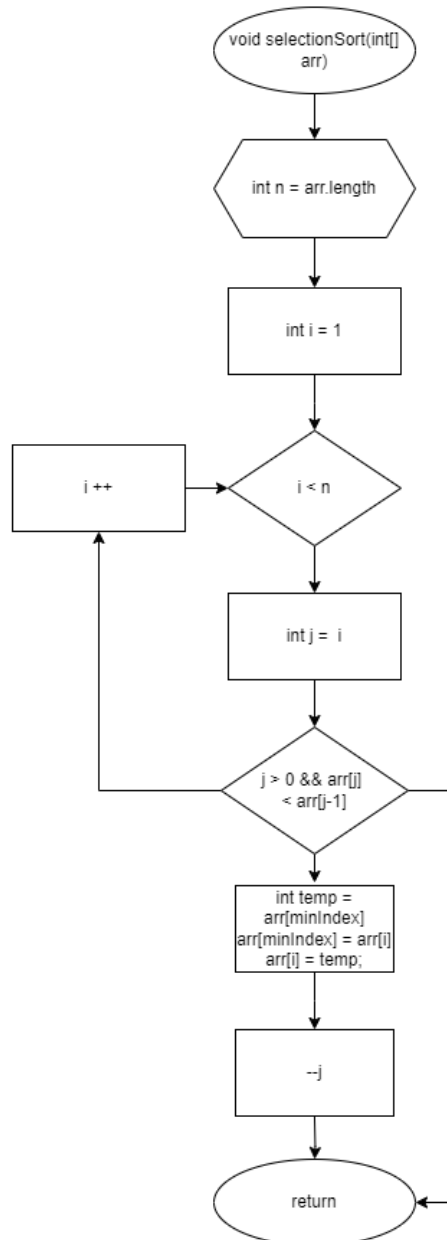 void selectionSort(int[]
arr)
int n = arr.length
int i = 1
i ++
i < n
int j =  i
j > 0 && arr[j]
< arr[j-1]
int temp =
arr[minIndex]
arr[minIndex] = arr[i]
arr[i] = temp;
--j
return